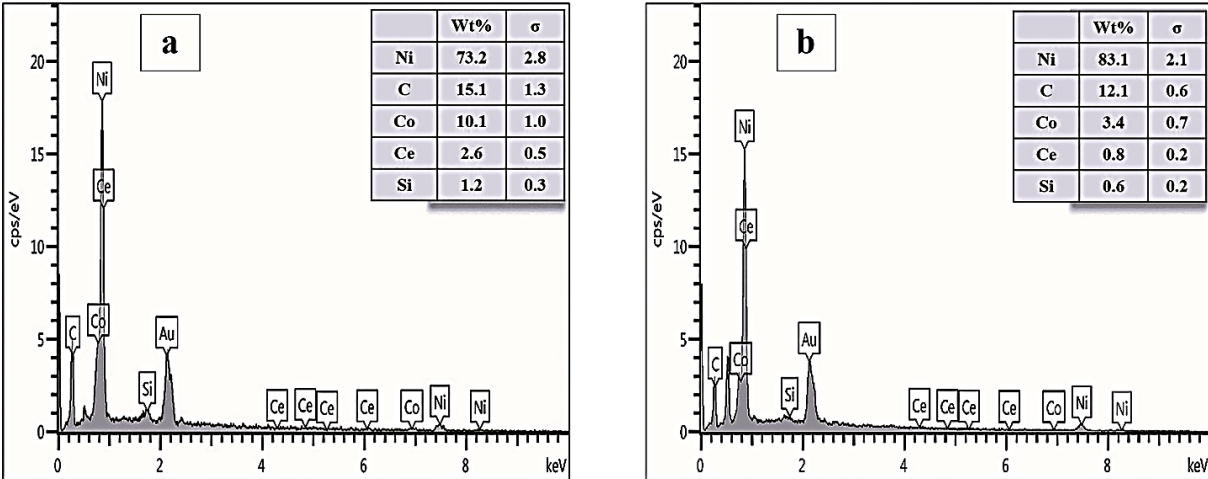 a
Wt% σ
Ni 73.2 2.8
C 15.1 1.3
Co 10.1 1.0
Ce 2.6 0.5
Si 1.2 0.3
cps/eV
20
15
10
5
0
Ni
Ce
Co
C
Si
Au
Ce
Ce
Ce
Ce
Co
Ni
Ni
0 2 4 6 8 keV
b
Wt% σ
Ni 83.1 2.1
C 12.1 0.6
Co 3.4 0.7
Ce 0.8 0.2
Si 0.6 0.2
cps/eV
20
15
10
5
0
Ni
Ce
Co
C
Si
Au
Ce
Ce
Ce
Ce
Co
Ni
Ni
0 2 4 6 8 keV